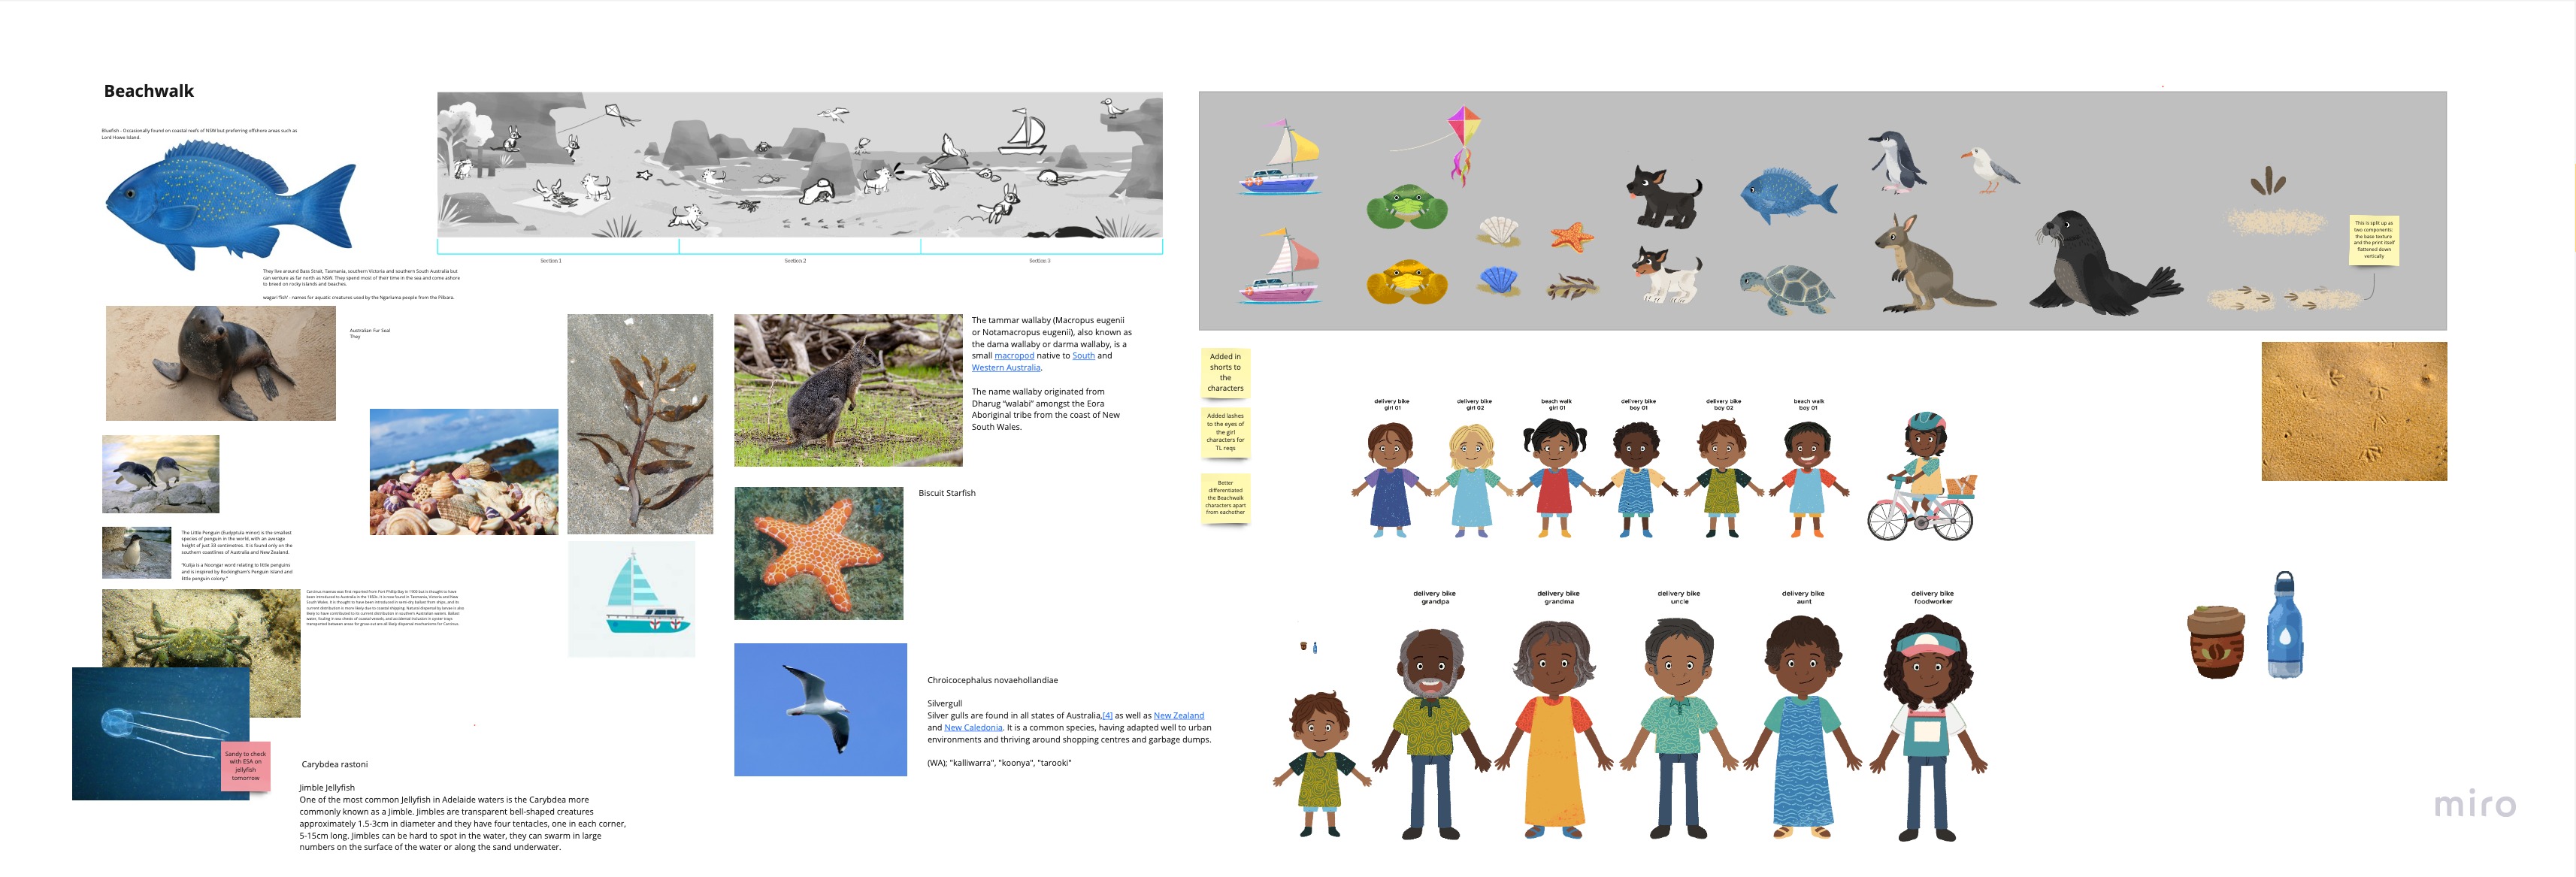 Beachwalk
Bluefish - Occasionally found on coastal reefs of NSW but preferring offshore areas such as
Lord Howe Island.
Section 1
Section 2
Section 3
They live around Bass Strait, Tasmania, southern Victoria and southern South Australia but
can venture as far north as NSW. They spend most of their time in the sea and come ashore
to breed on rocky islands and beaches.
wagari 'fish' - names for aquatic creatures used by the Ngarluma people from the Pilbara.
Australian Fur Seal
They
The tammar wallaby (Macropus eugenii
or Notamacropus eugenii), also known as
the dama wallaby or darma wallaby, is a
small macropod native to South and
Western Australia.
The name wallaby originated from
Dharug "walabi" amongst the Eora
Aboriginal tribe from the coast of New
South Wales.
Biscuit Starfish
The Little Penguin (Eudyptula minor) is the smallest
species of penguin in the world, with an average
height of just 33 centimetres. It is found only on the
southern coastlines of Australia and New Zealand.
"Kulja is a Noongar word relating to little penguins
and is inspired by Rockingham's Penguin Island and
little penguin colony."
Sandy to check
with ESA on
jellyfish
tomorrow
Carybdea rastoni
Jimble Jellyfish
One of the most common Jellyfish in Adelaide waters is the Carybdea more
commonly known as a Jimble. Jimbles are transparent bell-shaped creatures
approximately 1.5-3cm in diameter and they have four tentacles, one in each corner,
5-15cm long. Jimbles can be hard to spot in the water, they can swarm in large
numbers on the surface of the water or along the sand underwater.
Chroicocephalus novaehollandiae
Silvergull
Silver gulls are found in all states of Australia,[4] as well as New Zealand
and New Caledonia. It is a common species, having adapted well to urban
environments and thriving around shopping centres and garbage dumps.
(WA); "kalliwarra", "koonya", "tarooki"
This is split up as
two components:
the base texture
and the print itself
flattened down
vertically
Added in
shorts to
the
characters
Added lashes
to the eyes of
the girl
characters for
TL reqs
Better
differentiated
the Beachwalk
characters apart
from eachother
delivery bike
girl 01
delivery bike
girl 02
beach walk
girl 01
delivery bike
boy 01
delivery bike
boy 02
beach walk
boy 01
delivery bike
grandpa
delivery bike
grandma
delivery bike
uncle
delivery bike
aunt
delivery bike
foodworker
miro